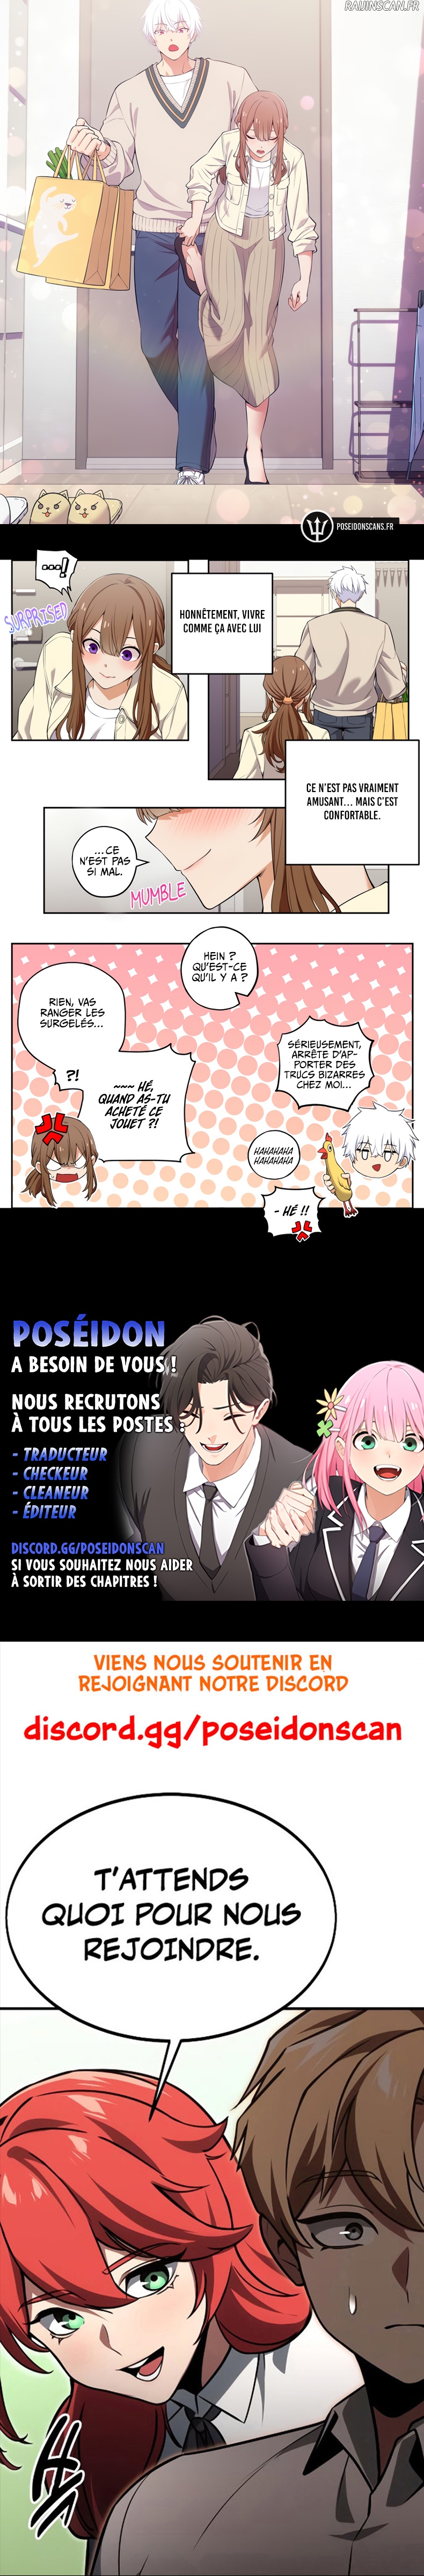 RAIJINSCAN.FR
POSEIDONSCANS.FR
...!
SURPRISED
HONNÊTEMENT, VIVRE
COMME ÇA AVEC LUI
CE N'EST PAS VRAIMENT
AMUSANT... MAIS C'EST
CONFORTABLE.
...CE
N'EST PAS
SI MAL.
MUMBLE
HEIN ?
QU'EST-CE
QU'IL Y A ?
RIEN, VAS
RANGER LES
SURGELÉS...
SÉRIEUSEMENT,
ARRÊTE D'AP-
PORTER DES
TRUCS BIZARRES
CHEZ MOI...
?!
~~~ HÉ,
QUAND AS-TU
ACHETÉ CE
JOUET ?!
HAHAHAHA
HAHAHAHA
- HÉ !!
POSÉIDON
A BESOIN DE VOUS !
NOUS RECRUTONS
À TOUS LES POSTES :
- TRADUCTEUR
- CHECKEUR
- CLEANEUR
- ÉDITEUR
DISCORD.GG/POSEIDONSCAN
SI VOUS SOUHAITEZ NOUS AIDER
À SORTIR DES CHAPITRES !
VIENS NOUS SOUTENIR EN
REJOIGNANT NOTRE DISCORD
discord.gg/poseidonscan
T'ATTENDS
QUOI POUR NOUS
REJOINDRE.